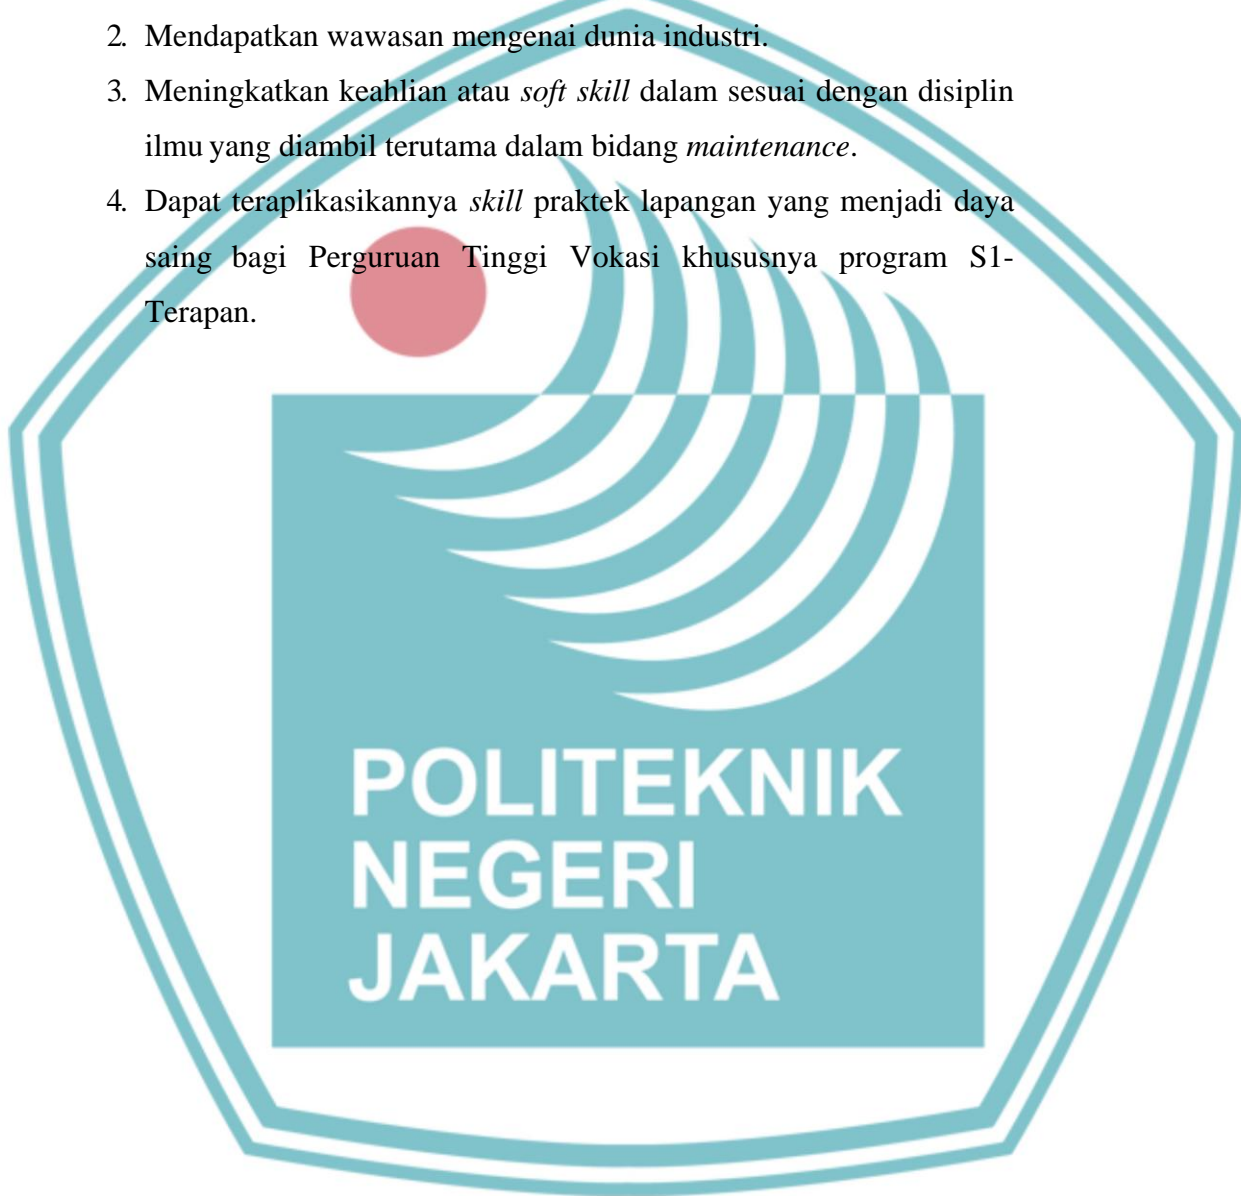 2. Mendapatkan wawasan mengenai dunia industri.
3. Meningkatkan keahlian atau soft skill dalam sesuai dengan disiplin
ilmu yang diambil terutama dalam bidang maintenance.
4. Dapat teraplikasikannya skill praktek lapangan yang menjadi daya
saing bagi Perguruan Tinggi Vokasi khususnya program S1-
Terapan.
POLITEKNIK
NEGERI
JAKARTA